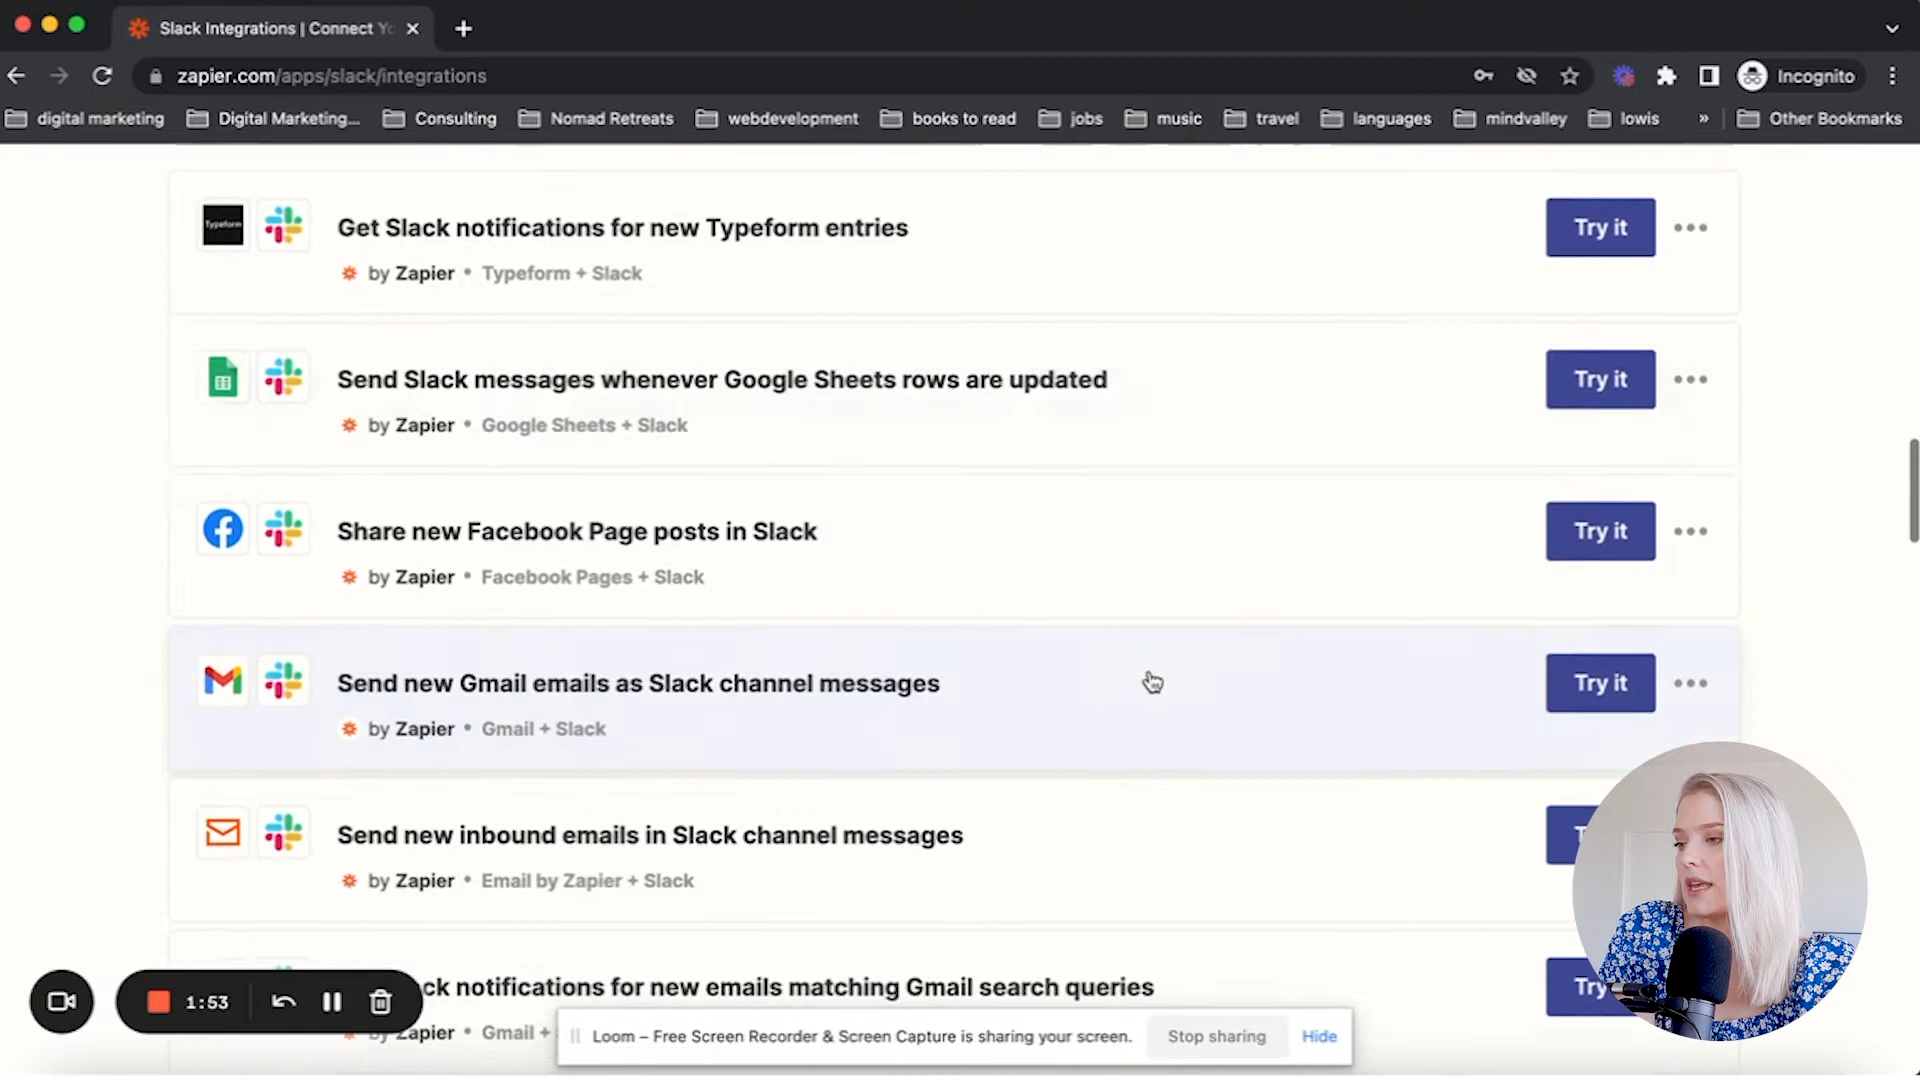 Slack Integrations | Connect Yo
zapier.com/apps/slack/integrations
Incognito
digital marketing
Digital Marketing...
Consulting
Nomad Retreats
webdevelopment
books to read
jobs
music
travel
languages
mindvalley
lowis
»
Other Bookmarks
Typeform
Get Slack notifications for new Typeform entries
Try it
by Zapier • Typeform + Slack
Send Slack messages whenever Google Sheets rows are updated
Try it
by Zapier • Google Sheets + Slack
Share new Facebook Page posts in Slack
Try it
by Zapier • Facebook Pages + Slack
Send new Gmail emails as Slack channel messages
Try it
by Zapier • Gmail + Slack
Send new inbound emails in Slack channel messages
T
by Zapier • Email by Zapier + Slack
ck notifications for new emails matching Gmail search queries
Try
by Zapier • Gmail +
1:53
Loom – Free Screen Recorder & Screen Capture is sharing your screen.
Stop sharing
Hide